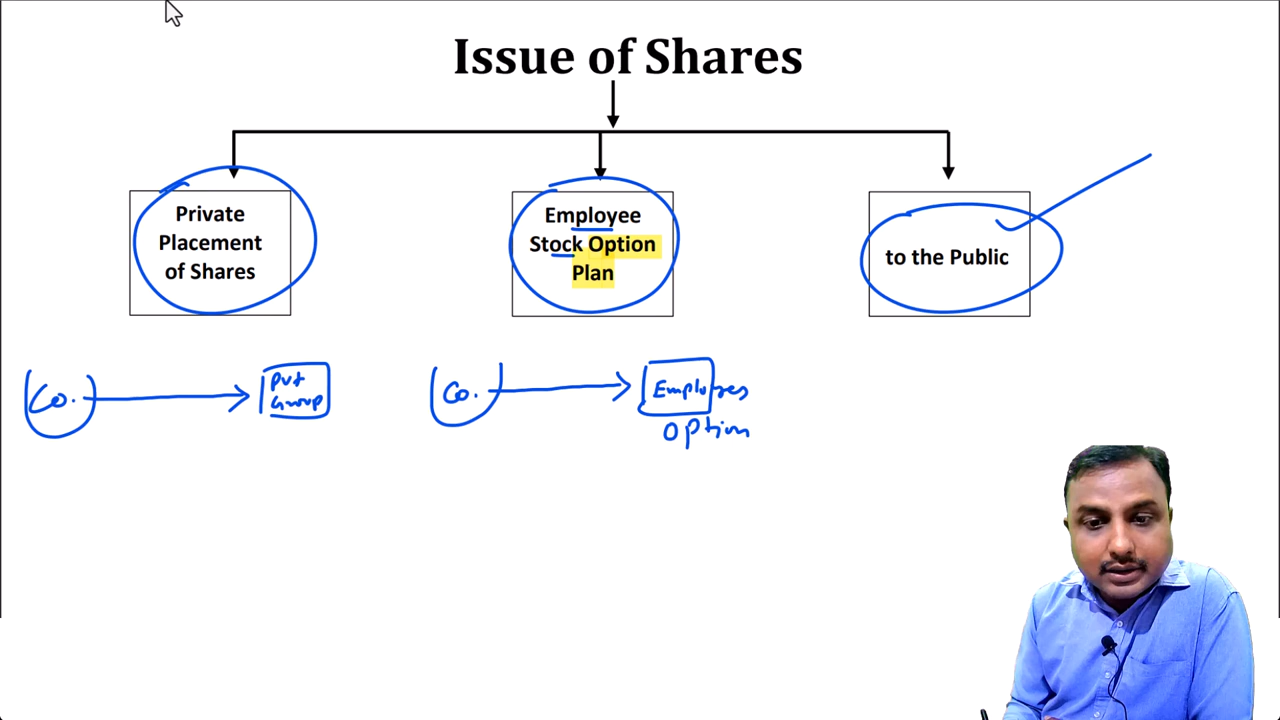 Issue of Shares
Private
Placement
of Shares
Employee
Stock Option
Plan
to the Public
Co.
Pvt
Group
Co.
Employees
Option